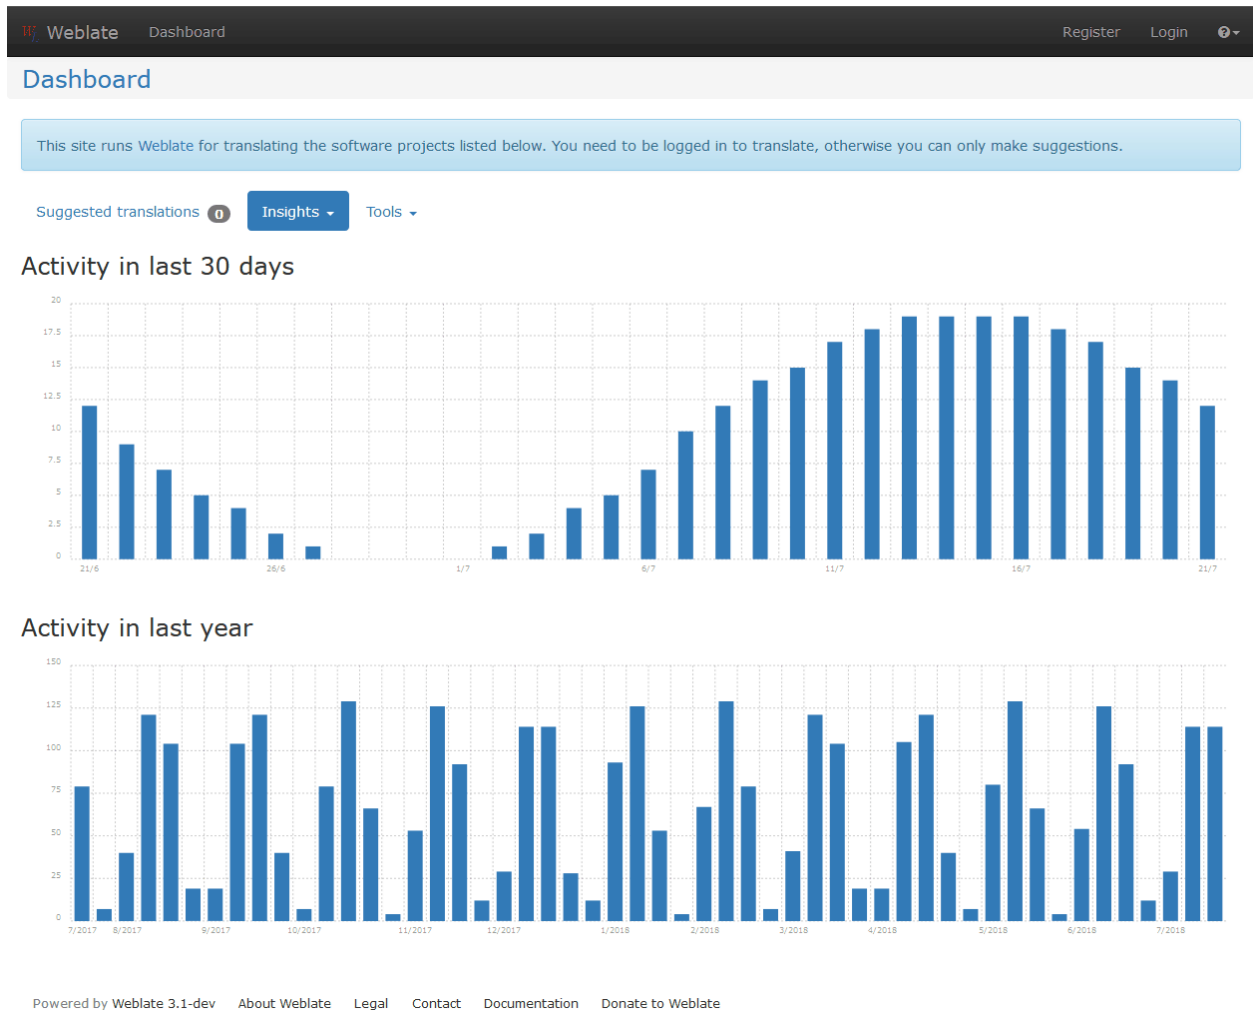 Weblate Dashboard Register Login
Dashboard
This site runs Weblate for translating the software projects listed below. You need to be logged in to translate, otherwise you can only make suggestions.
Suggested translations 0 Insights Tools
Activity in last 30 days
20
17.5
15
12.5
10
7.5
5
2.5
0
21/6 26/6 1/7 6/7 11/7 16/7 21/7
Activity in last year
150
125
100
75
50
25
0
7/2017 8/2017 9/2017 10/2017 11/2017 12/2017 1/2018 2/2018 3/2018 4/2018 5/2018 6/2018 7/2018
Powered by Weblate 3.1-dev About Weblate Legal Contact Documentation Donate to Weblate